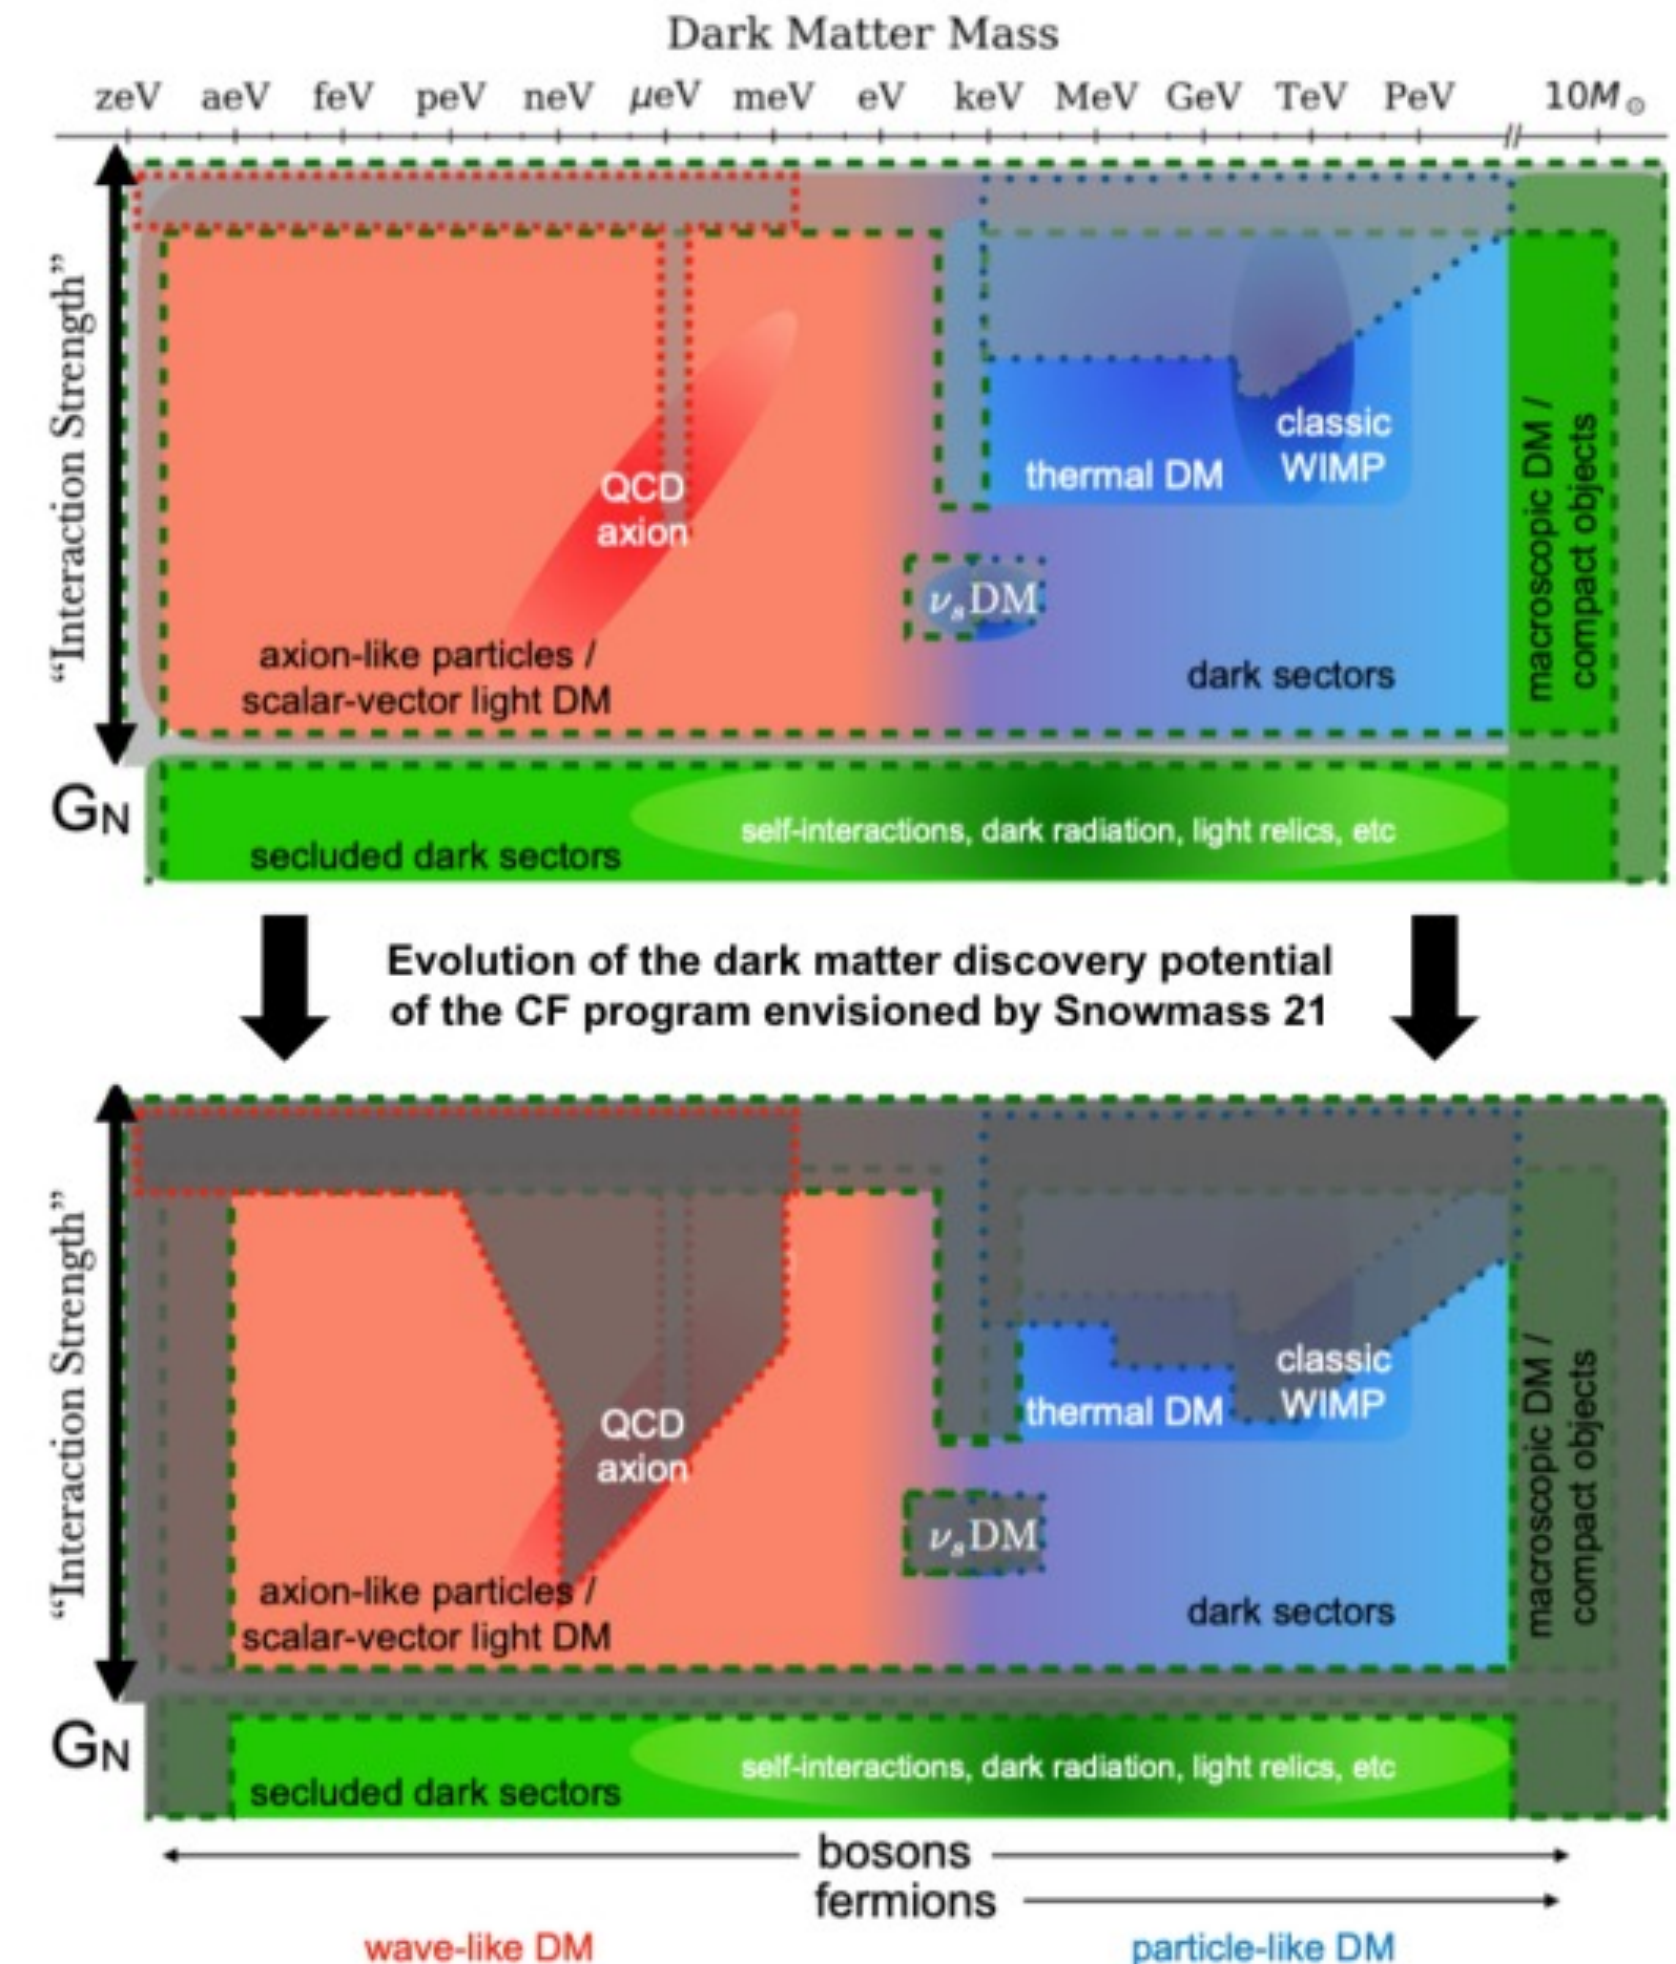 Dark Matter Mass
zeV aeV feV peV neV μeV meV eV keV MeV GeV TeV PeV 10M⊙
“Interaction Strength”
QCD
axion
axion-like particles /
scalar-vector light DM
νₛDM
thermal DM
classic
WIMP
dark sectors
macroscopic DM /
compact objects
G_N
secluded dark sectors
self-interactions, dark radiation, light relics, etc
Evolution of the dark matter discovery potential
of the CF program envisioned by Snowmass 21
“Interaction Strength”
QCD
axion
axion-like particles /
scalar-vector light DM
νₛDM
thermal DM
classic
WIMP
dark sectors
macroscopic DM /
compact objects
G_N
secluded dark sectors
self-interactions, dark radiation, light relics, etc
bosons
fermions
wave-like DM
particle-like DM